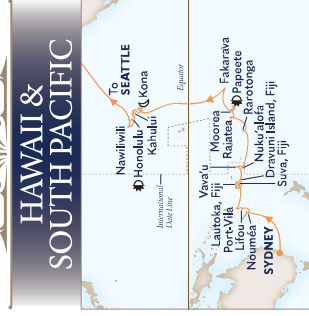 HAWAII &
SOUTH PACIFIC
To
SEATTLE
Nawiliwili
Honolulu
Kahului
Kona
Equator
International
Date Line
Fakarava
Papeete
Rarotonga
Moorea
Raiatea
Nuku'alofa
Dravuni Island, Fiji
Suva, Fiji
Vava'u
Lautoka, Fiji
Port-Vila
Lifou
Nouméa
SYDNEY